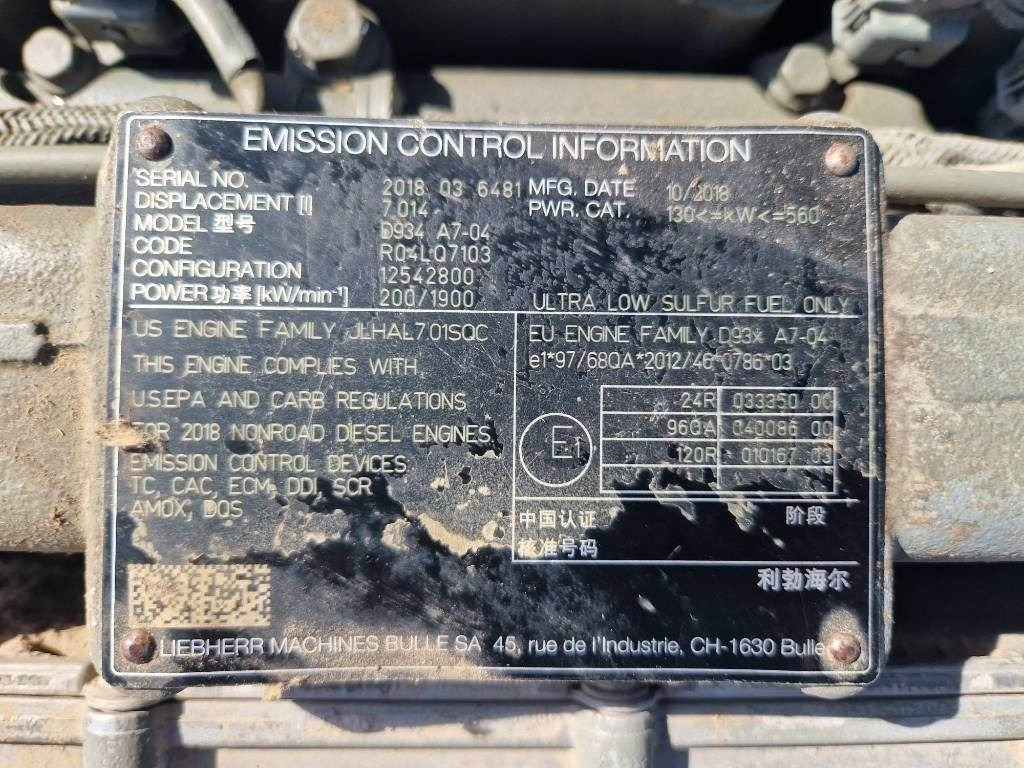 EMISSION CONTROL INFORMATION
SERIAL NO. 2018 03 6481 MFG. DATE 10/2018
DISPLACEMENT [l] 7.014 PWR. CAT. 130<=kW<=560
MODEL 型号 D934 A7-04
CODE R04LQ7103
CONFIGURATION 12542800
POWER 功率 [kW/min-1] 200/1900 ULTRA LOW SULFUR FUEL ONLY
US ENGINE FAMILY JLHAL7.01SQC
THIS ENGINE COMPLIES WITH
U.S.EPA AND CARB REGULATIONS
FOR 2018 NONROAD DIESEL ENGINES.
EMISSION CONTROL DEVICES:
TC, CAC, ECM, DDI, SCR
AMOX, DOS
EU ENGINE FAMILY D93x A7-04
e1*97/68QA*2012/46*0786*03
E1
24R 033350 00
96GA 040086 00
120R 010167 03
中国认证 阶段
核准号码
利勃海尔
LIEBHERR MACHINES BULLE SA 45, rue de l'Industrie, CH-1630 Bulle